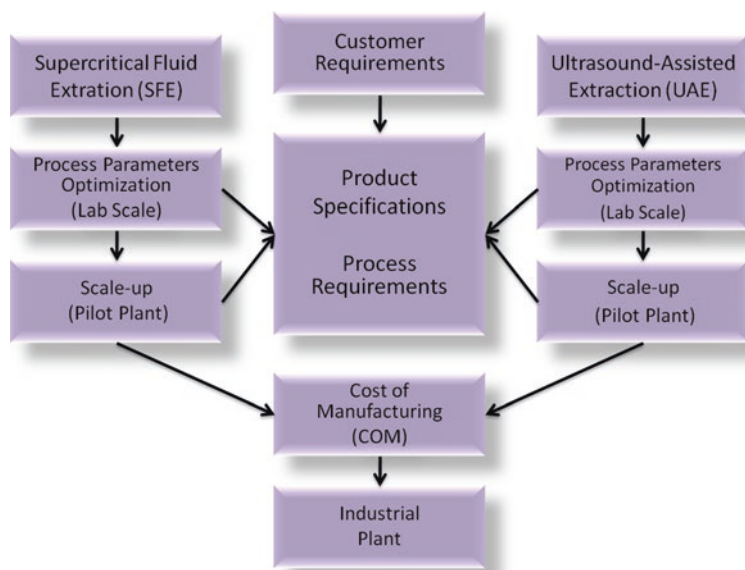 Supercritical Fluid
Extration (SFE)
Customer
Requirements
Ultrasound-Assisted
Extraction (UAE)
Process Parameters
Optimization
(Lab Scale)
Product
Specifications
Process
Requirements
Process Parameters
Optimization
(Lab Scale)
Scale-up
(Pilot Plant)
Scale-up
(Pilot Plant)
Cost of
Manufacturing
(COM)
Industrial
Plant